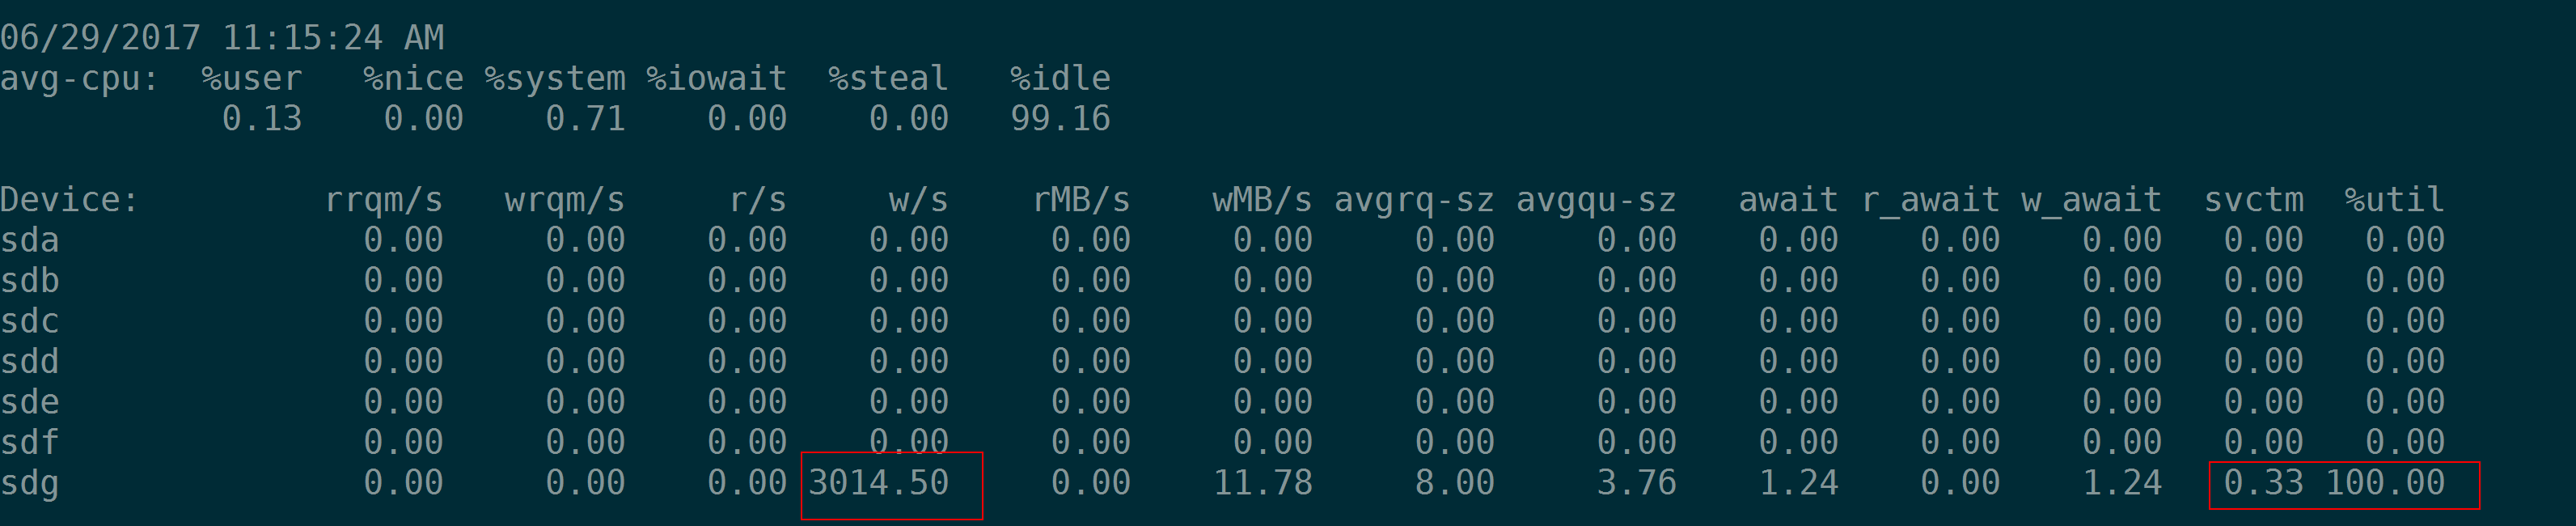 06/29/2017 11:15:24 AM
avg-cpu:  %user   %nice %system %iowait  %steal   %idle
           0.13    0.00    0.71    0.00    0.00   99.16
Device:         rrqm/s   wrqm/s     r/s     w/s    rMB/s    wMB/s avgrq-sz avgqu-sz   await r_await w_await  svctm  %util
sda               0.00     0.00    0.00    0.00     0.00     0.00     0.00     0.00    0.00    0.00    0.00   0.00   0.00
sdb               0.00     0.00    0.00    0.00     0.00     0.00     0.00     0.00    0.00    0.00    0.00   0.00   0.00
sdc               0.00     0.00    0.00    0.00     0.00     0.00     0.00     0.00    0.00    0.00    0.00   0.00   0.00
sdd               0.00     0.00    0.00    0.00     0.00     0.00     0.00     0.00    0.00    0.00    0.00   0.00   0.00
sde               0.00     0.00    0.00    0.00     0.00     0.00     0.00     0.00    0.00    0.00    0.00   0.00   0.00
sdf               0.00     0.00    0.00    0.00     0.00     0.00     0.00     0.00    0.00    0.00    0.00   0.00   0.00
sdg               0.00     0.00    0.00 3014.50     0.00    11.78     8.00     3.76    1.24    0.00    1.24   0.33 100.00